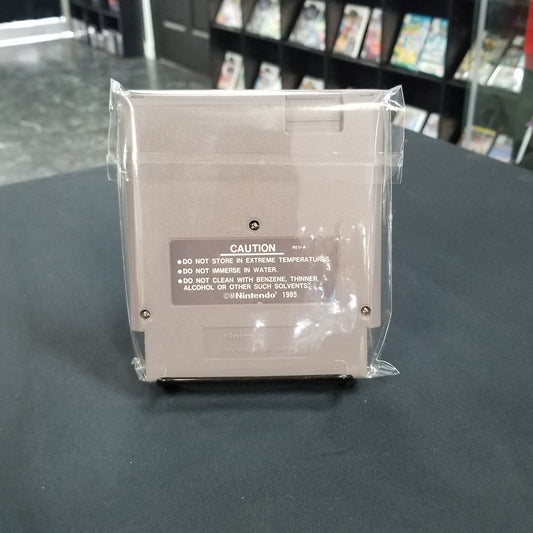 CAUTION REV-A
●DO NOT STORE IN EXTREME TEMPERATURES.
●DO NOT IMMERSE IN WATER.
●DO NOT CLEAN WITH BENZENE, THINNER,
ALCOHOL OR OTHER SUCH SOLVENTS.
©Ⓜ Nintendo® 1985
Nintendo